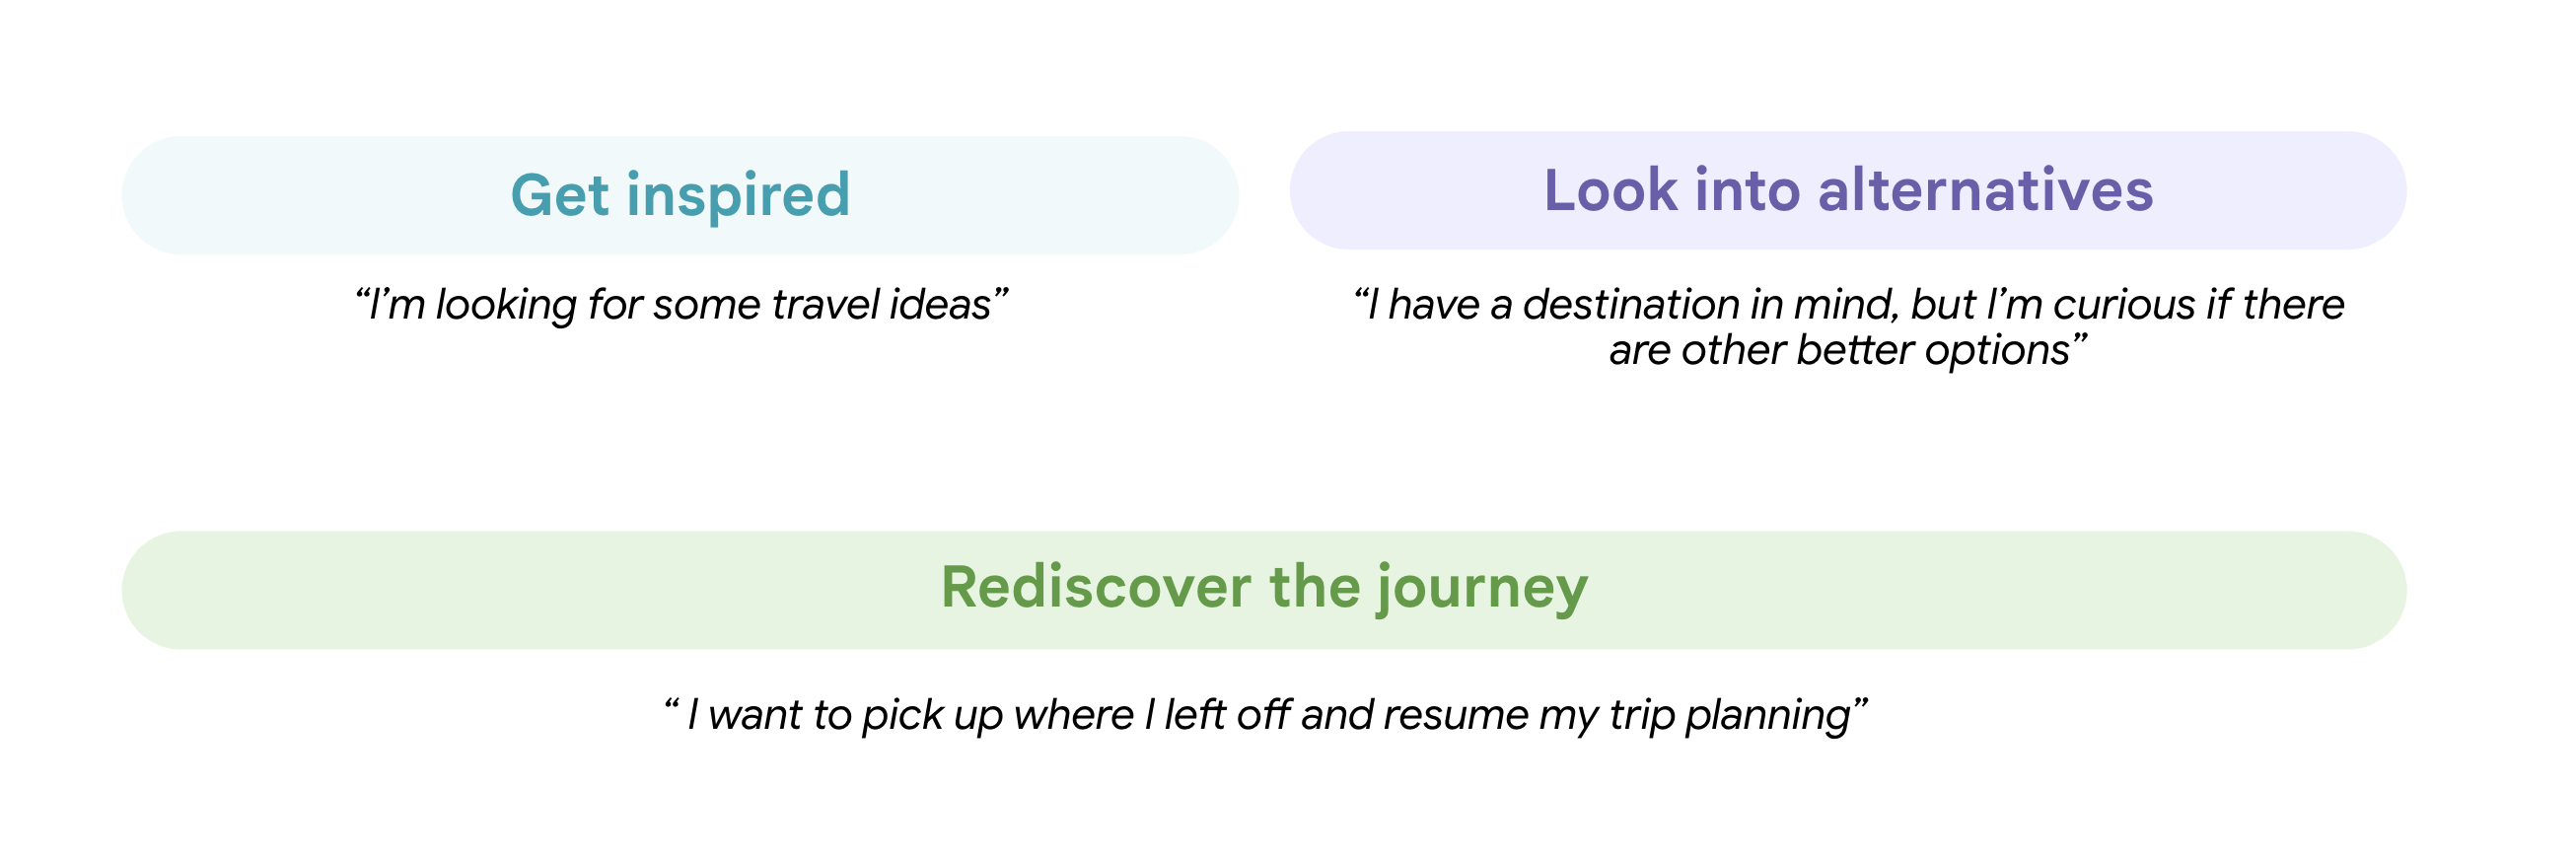 Get inspired
“I’m looking for some travel ideas”
Look into alternatives
“I have a destination in mind, but I’m curious if there
are other better options”
Rediscover the journey
“ I want to pick up where I left off and resume my trip planning”